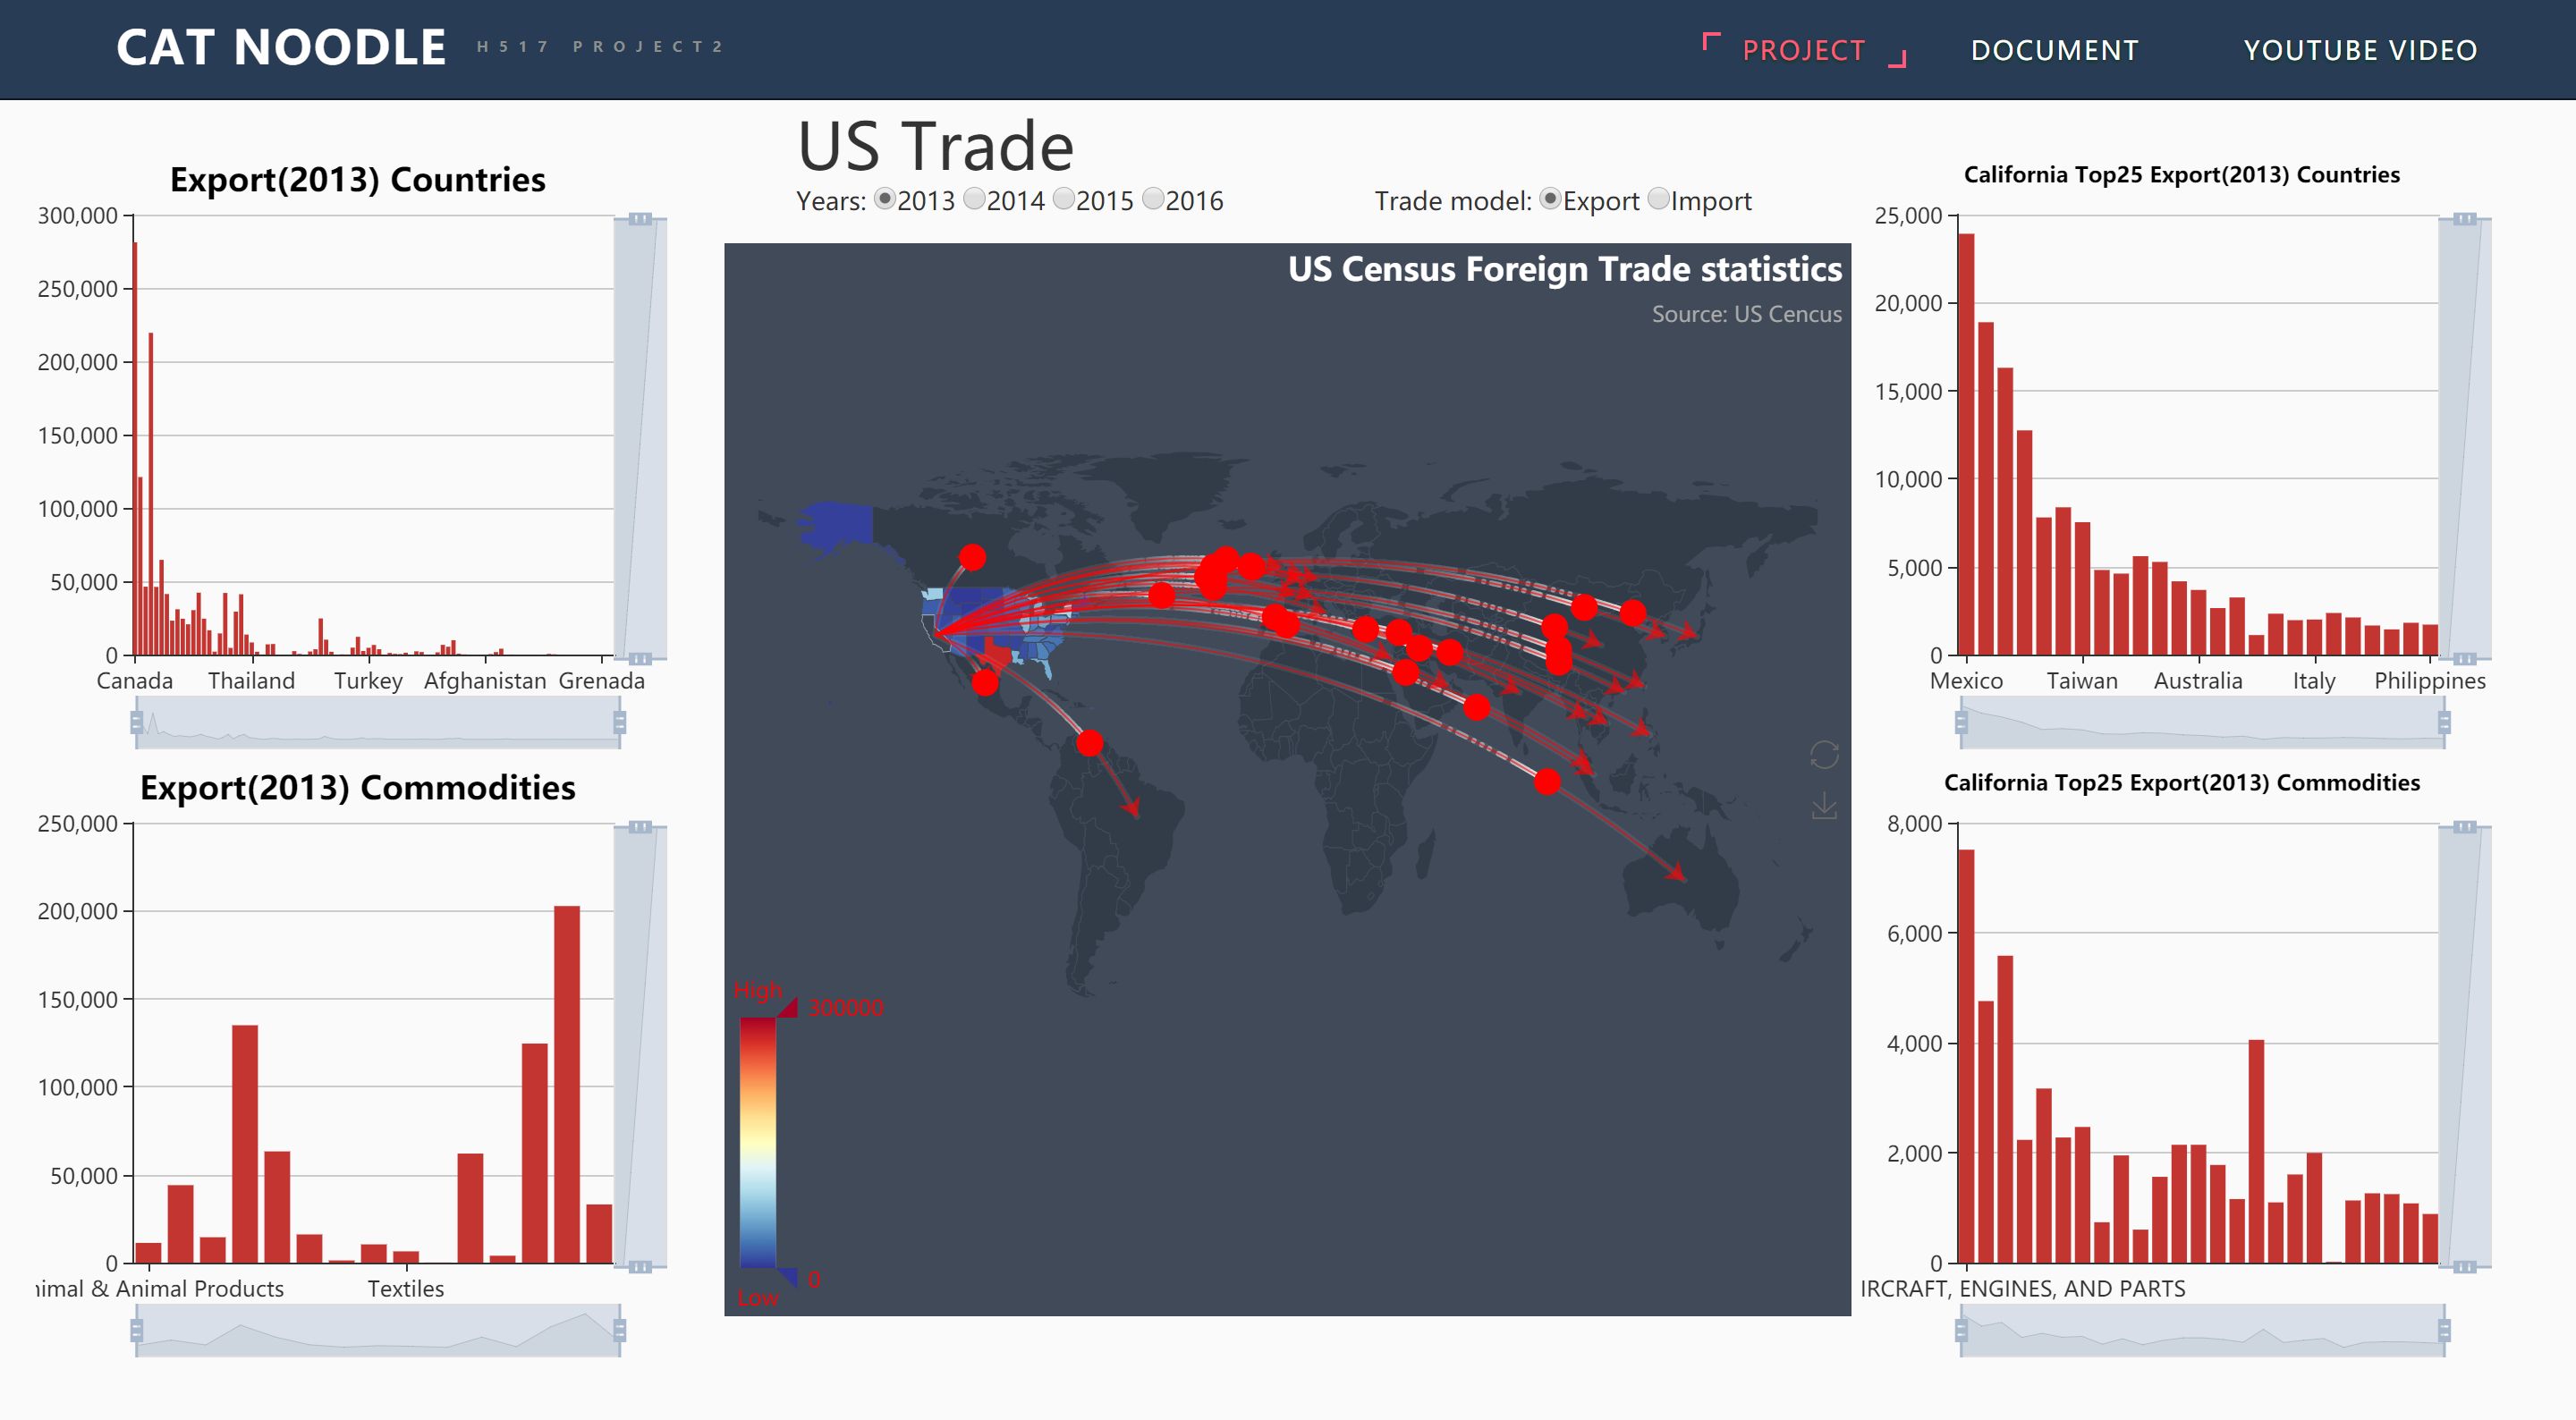 CAT NOODLE
H517 PROJECT2
PROJECT
DOCUMENT
YOUTUBE VIDEO
US Trade
Years: 2013 2014 2015 2016
Trade model: Export Import
Export(2013) Countries
300,000
250,000
200,000
150,000
100,000
50,000
0
Canada Thailand Turkey Afghanistan Grenada
Export(2013) Commodities
250,000
200,000
150,000
100,000
50,000
0
nimal & Animal Products Textiles
US Census Foreign Trade statistics
Source: US Cencus
High
300000
0
Low
California Top25 Export(2013) Countries
25,000
20,000
15,000
10,000
5,000
0
Mexico Taiwan Australia Italy Philippines
California Top25 Export(2013) Commodities
8,000
6,000
4,000
2,000
0
IRCRAFT, ENGINES, AND PARTS